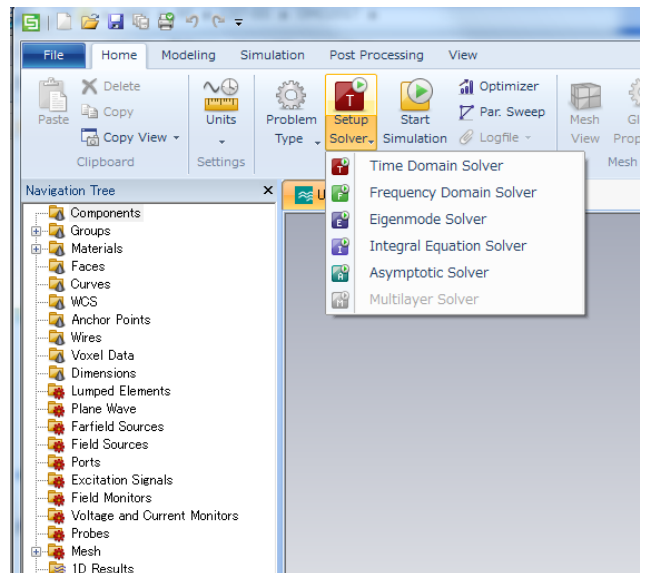 File Home Modeling Simulation Post Processing View
Paste
Delete
Copy
Copy View
Clipboard
Units
Settings
Problem Type
Setup Solver
Start Simulation
Optimizer
Par. Sweep
Logfile
Mesh View
Mesh
Time Domain Solver
Frequency Domain Solver
Eigenmode Solver
Integral Equation Solver
Asymptotic Solver
Multilayer Solver
Navigation Tree
Components
Groups
Materials
Faces
Curves
WCS
Anchor Points
Wires
Voxel Data
Dimensions
Lumped Elements
Plane Wave
Farfield Sources
Field Sources
Ports
Excitation Signals
Field Monitors
Voltage and Current Monitors
Probes
Mesh
1D Results